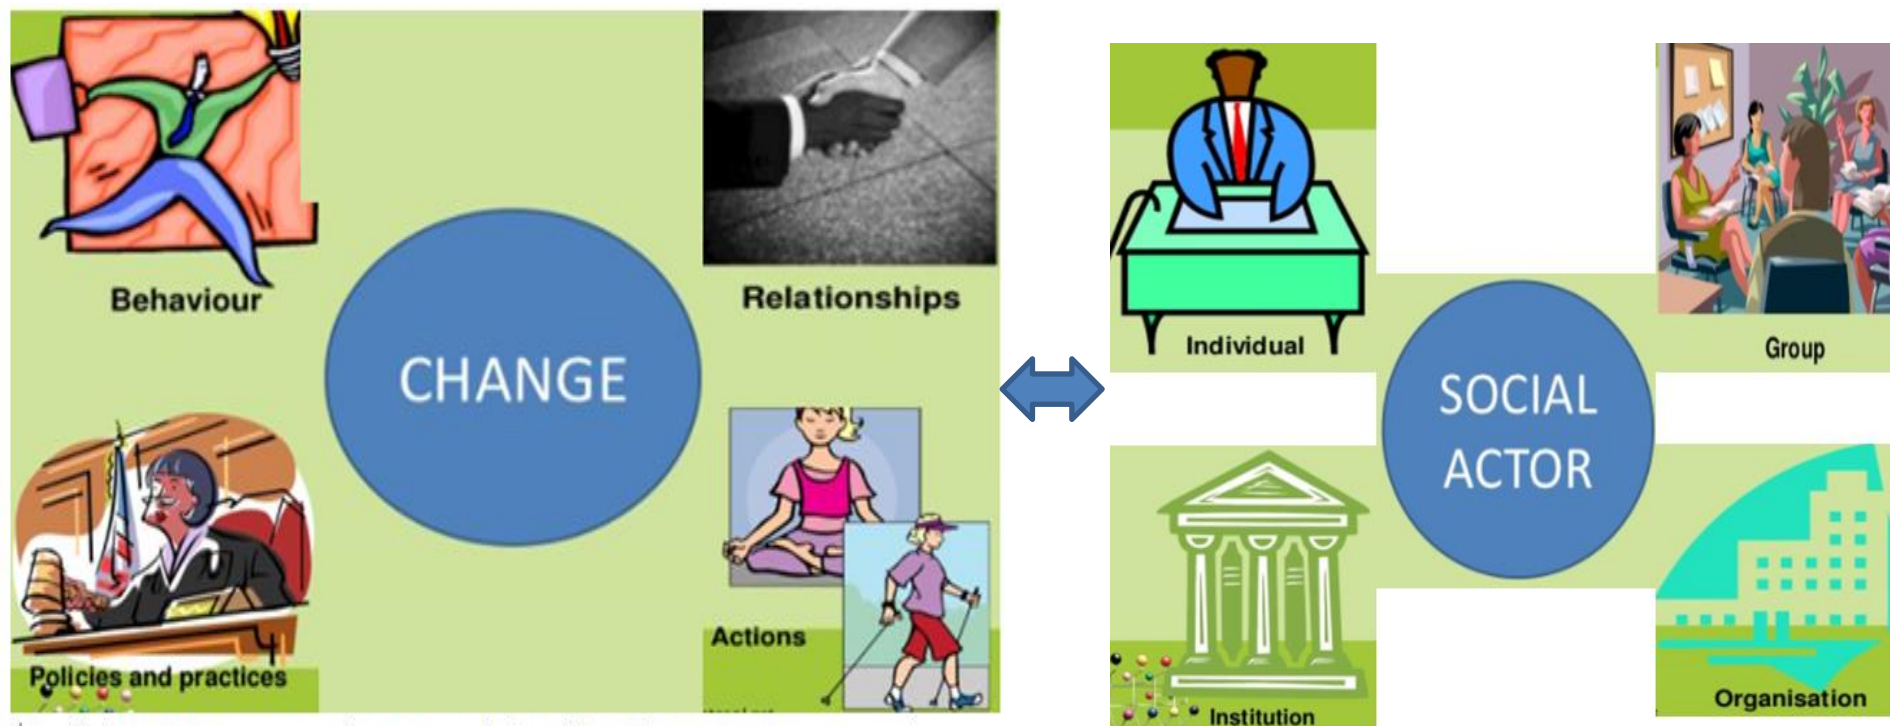 Behaviour
Relationships
CHANGE
Policies and practices
Actions
Individual
Group
SOCIAL
ACTOR
Institution
Organisation